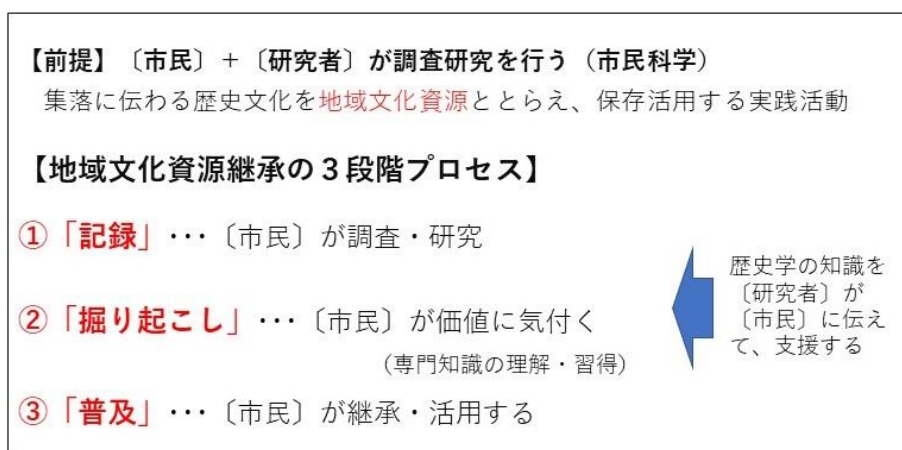 【前提】〔市民〕+〔研究者〕が調査研究を行う(市民科学)
集落に伝わる歴史文化を地域文化資源ととらえ、保存活用する実践活動
【地域文化資源継承の3段階プロセス】
①「記録」・・・〔市民〕が調査・研究
②「掘り起こし」・・・〔市民〕が価値に気付く
(専門知識の理解・習得)
③「普及」・・・〔市民〕が継承・活用する
歴史学の知識を
〔研究者〕が
〔市民〕に伝え
て、支援する